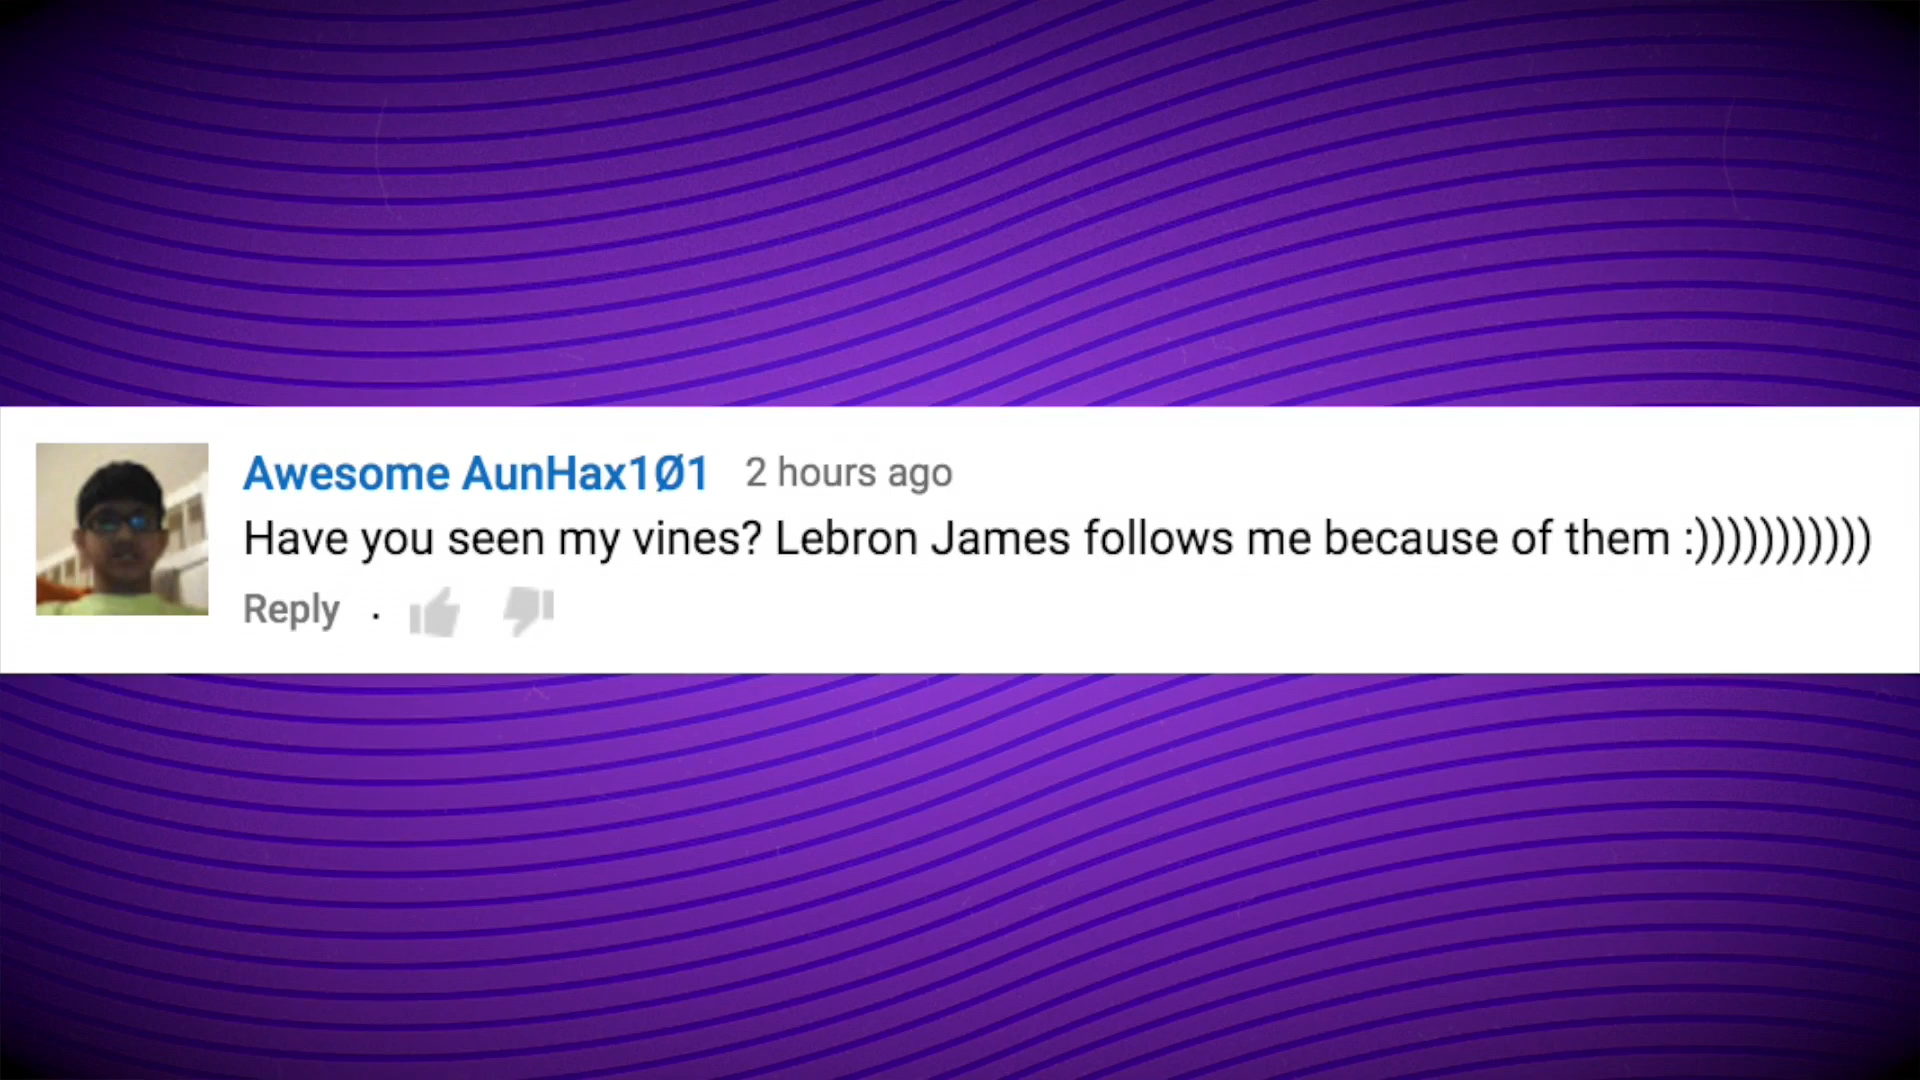 Awesome AunHax1Ø1 2 hours ago
Have you seen my vines? Lebron James follows me because of them :)))))))))))
Reply .